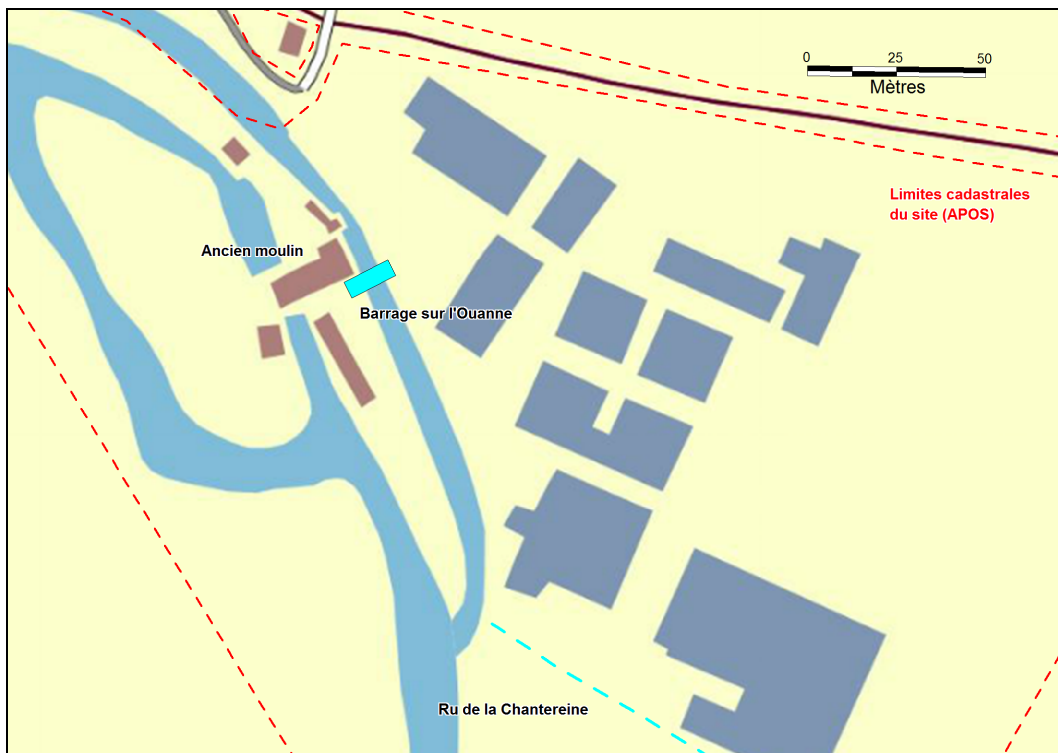 0 25 50
Mètres
Limites cadastrales
du site (APOS)
Ancien moulin
Barrage sur l'Ouanne
Ru de la Chantereine